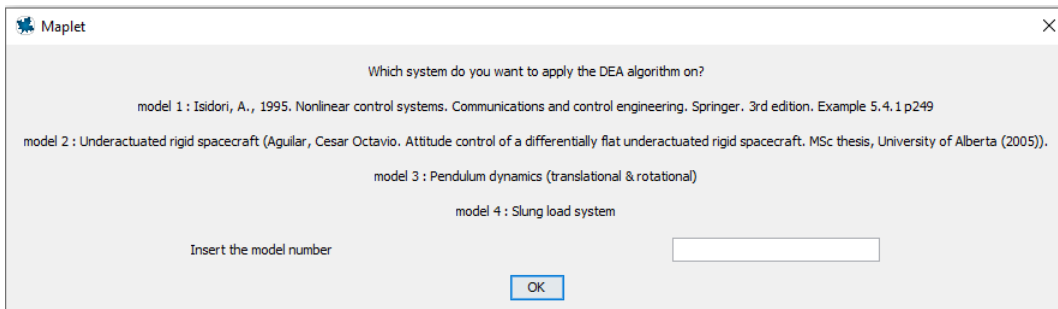 Maplet
Which system do you want to apply the DEA algorithm on?
model 1 : Isidori, A., 1995. Nonlinear control systems. Communications and control engineering. Springer. 3rd edition. Example 5.4.1 p249
model 2 : Underactuated rigid spacecraft (Aguilar, Cesar Octavio. Attitude control of a differentially flat underactuated rigid spacecraft. MSc thesis, University of Alberta (2005)).
model 3 : Pendulum dynamics (translational & rotational)
model 4 : Slung load system
Insert the model number
OK